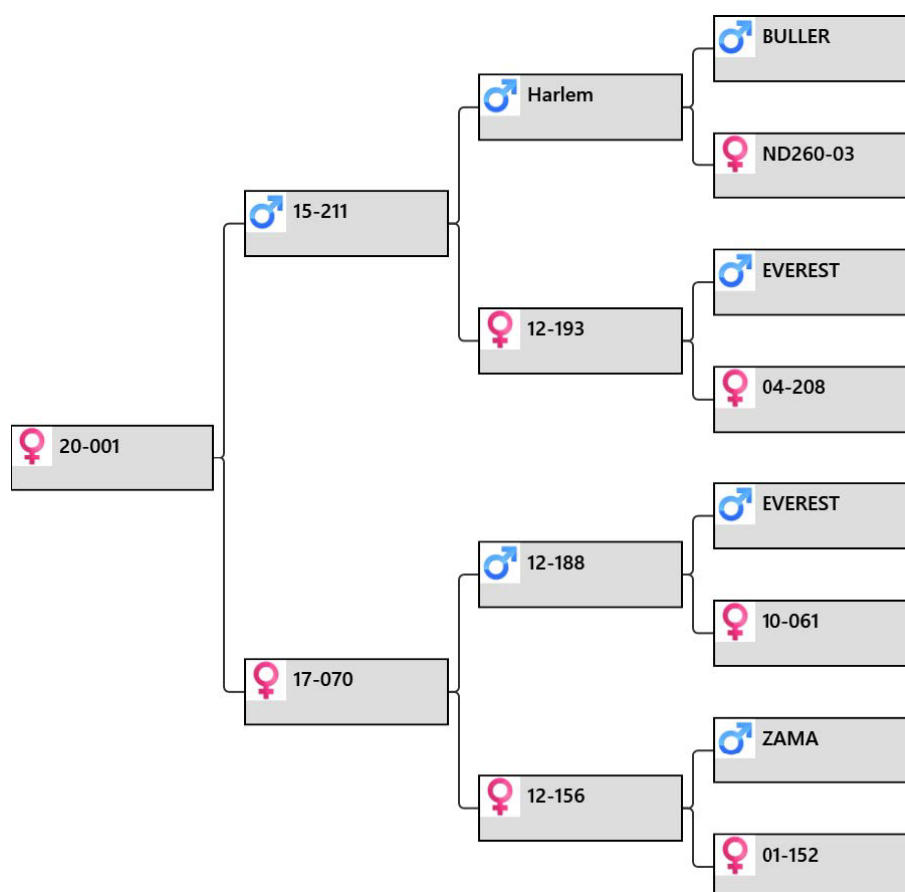 BULLER
Harlem
ND260-03
15-211
EVEREST
12-193
04-208
20-001
EVEREST
12-188
10-061
17-070
ZAMA
12-156
01-152